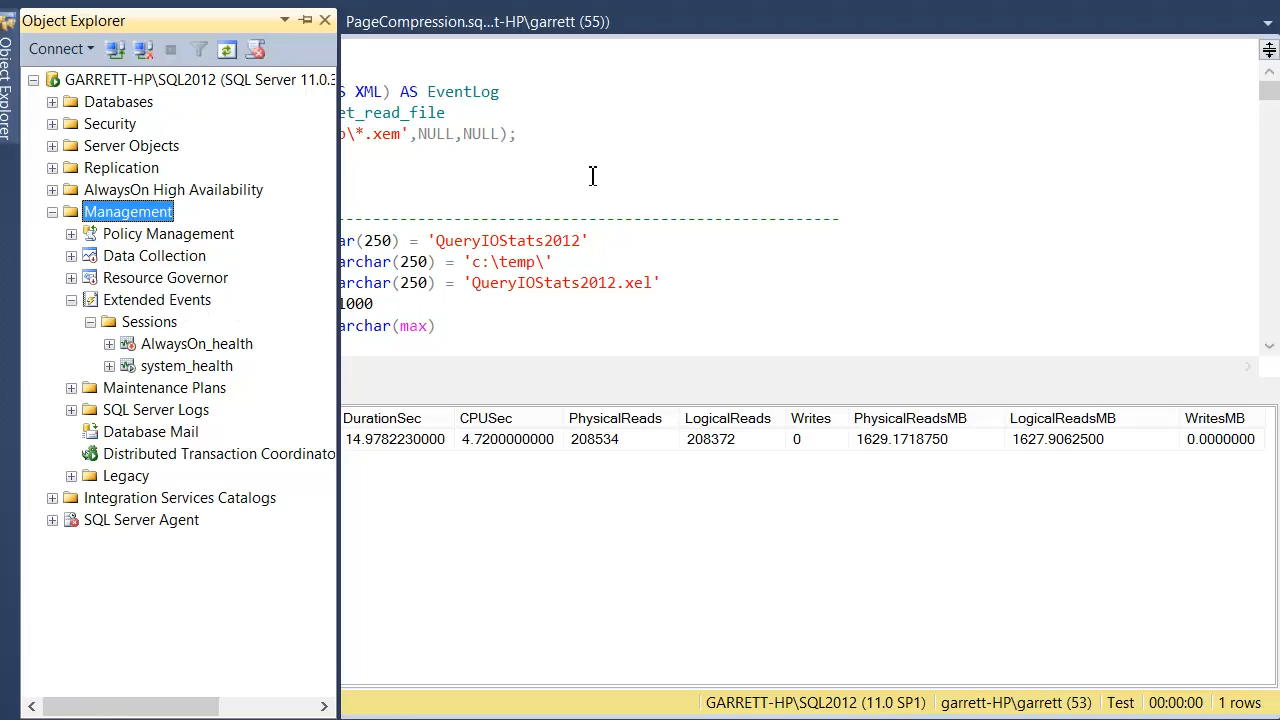 Object Explorer
PageCompression.sq...t-HP\garrett (55))
Object Explorer
Connect
GARRETT-HP\SQL2012 (SQL Server 11.0.3
Databases
Security
Server Objects
Replication
AlwaysOn High Availability
Management
Policy Management
Data Collection
Resource Governor
Extended Events
Sessions
AlwaysOn_health
system_health
Maintenance Plans
SQL Server Logs
Database Mail
Distributed Transaction Coordinato
Legacy
Integration Services Catalogs
SQL Server Agent
S XML) AS EventLog
et_read_file
p\*.xem',NULL,NULL);
------------------------------------------------------------
ar(250) = 'QueryIOStats2012'
archar(250) = 'c:\temp\'
archar(250) = 'QueryIOStats2012.xel'
1000
archar(max)
DurationSec CPUSec PhysicalReads LogicalReads Writes PhysicalReadsMB LogicalReadsMB WritesMB
14.9782230000 4.7200000000 208534 208372 0 1629.1718750 1627.9062500 0.0000000
GARRETT-HP\SQL2012 (11.0 SP1) garrett-HP\garrett (53) Test 00:00:00 1 rows